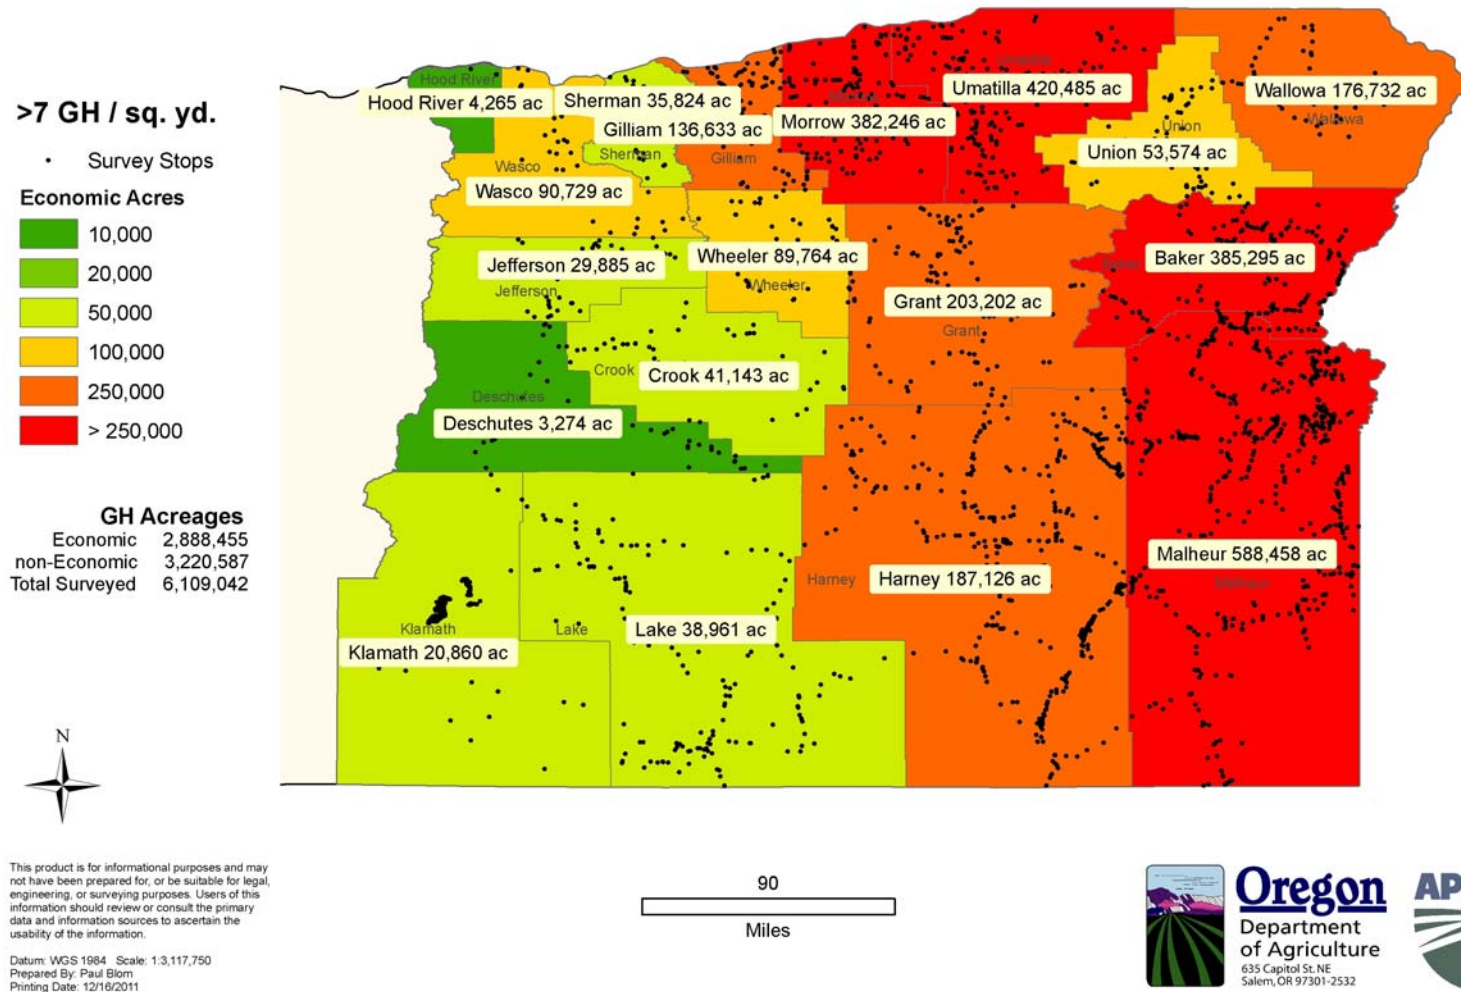 >7 GH / sq. yd.
Survey Stops
Economic Acres
10,000
20,000
50,000
100,000
250,000
> 250,000
GH Acreages
Economic 2,888,455
non-Economic 3,220,587
Total Surveyed 6,109,042
N
This product is for informational purposes and may
not have been prepared for, or be suitable for legal,
engineering, or surveying purposes. Users of this
information should review or consult the primary
data and information sources to ascertain the
usability of the information.
Datum: WGS 1984 Scale: 1:3,117,750
Prepared By: Paul Blom
Printing Date: 12/16/2011
Hood River
Hood River 4,265 ac
Sherman 35,824 ac
Gilliam 136,633 ac
Sherman
Gilliam
Morrow 382,246 ac
Umatilla
Umatilla 420,485 ac
Wallowa 176,732 ac
Wallowa
Union
Union 53,574 ac
Wasco
Wasco 90,729 ac
Jefferson 29,885 ac
Jefferson
Wheeler 89,764 ac
Wheeler
Baker 385,295 ac
Grant 203,202 ac
Grant
Crook
Crook 41,143 ac
Deschutes
Deschutes 3,274 ac
Malheur 588,458 ac
Malheur
Harney
Harney 187,126 ac
Klamath
Klamath 20,860 ac
Lake
Lake 38,961 ac
90
Miles
Oregon
Department
of Agriculture
635 Capitol St. NE
Salem, OR 97301-2532
AP